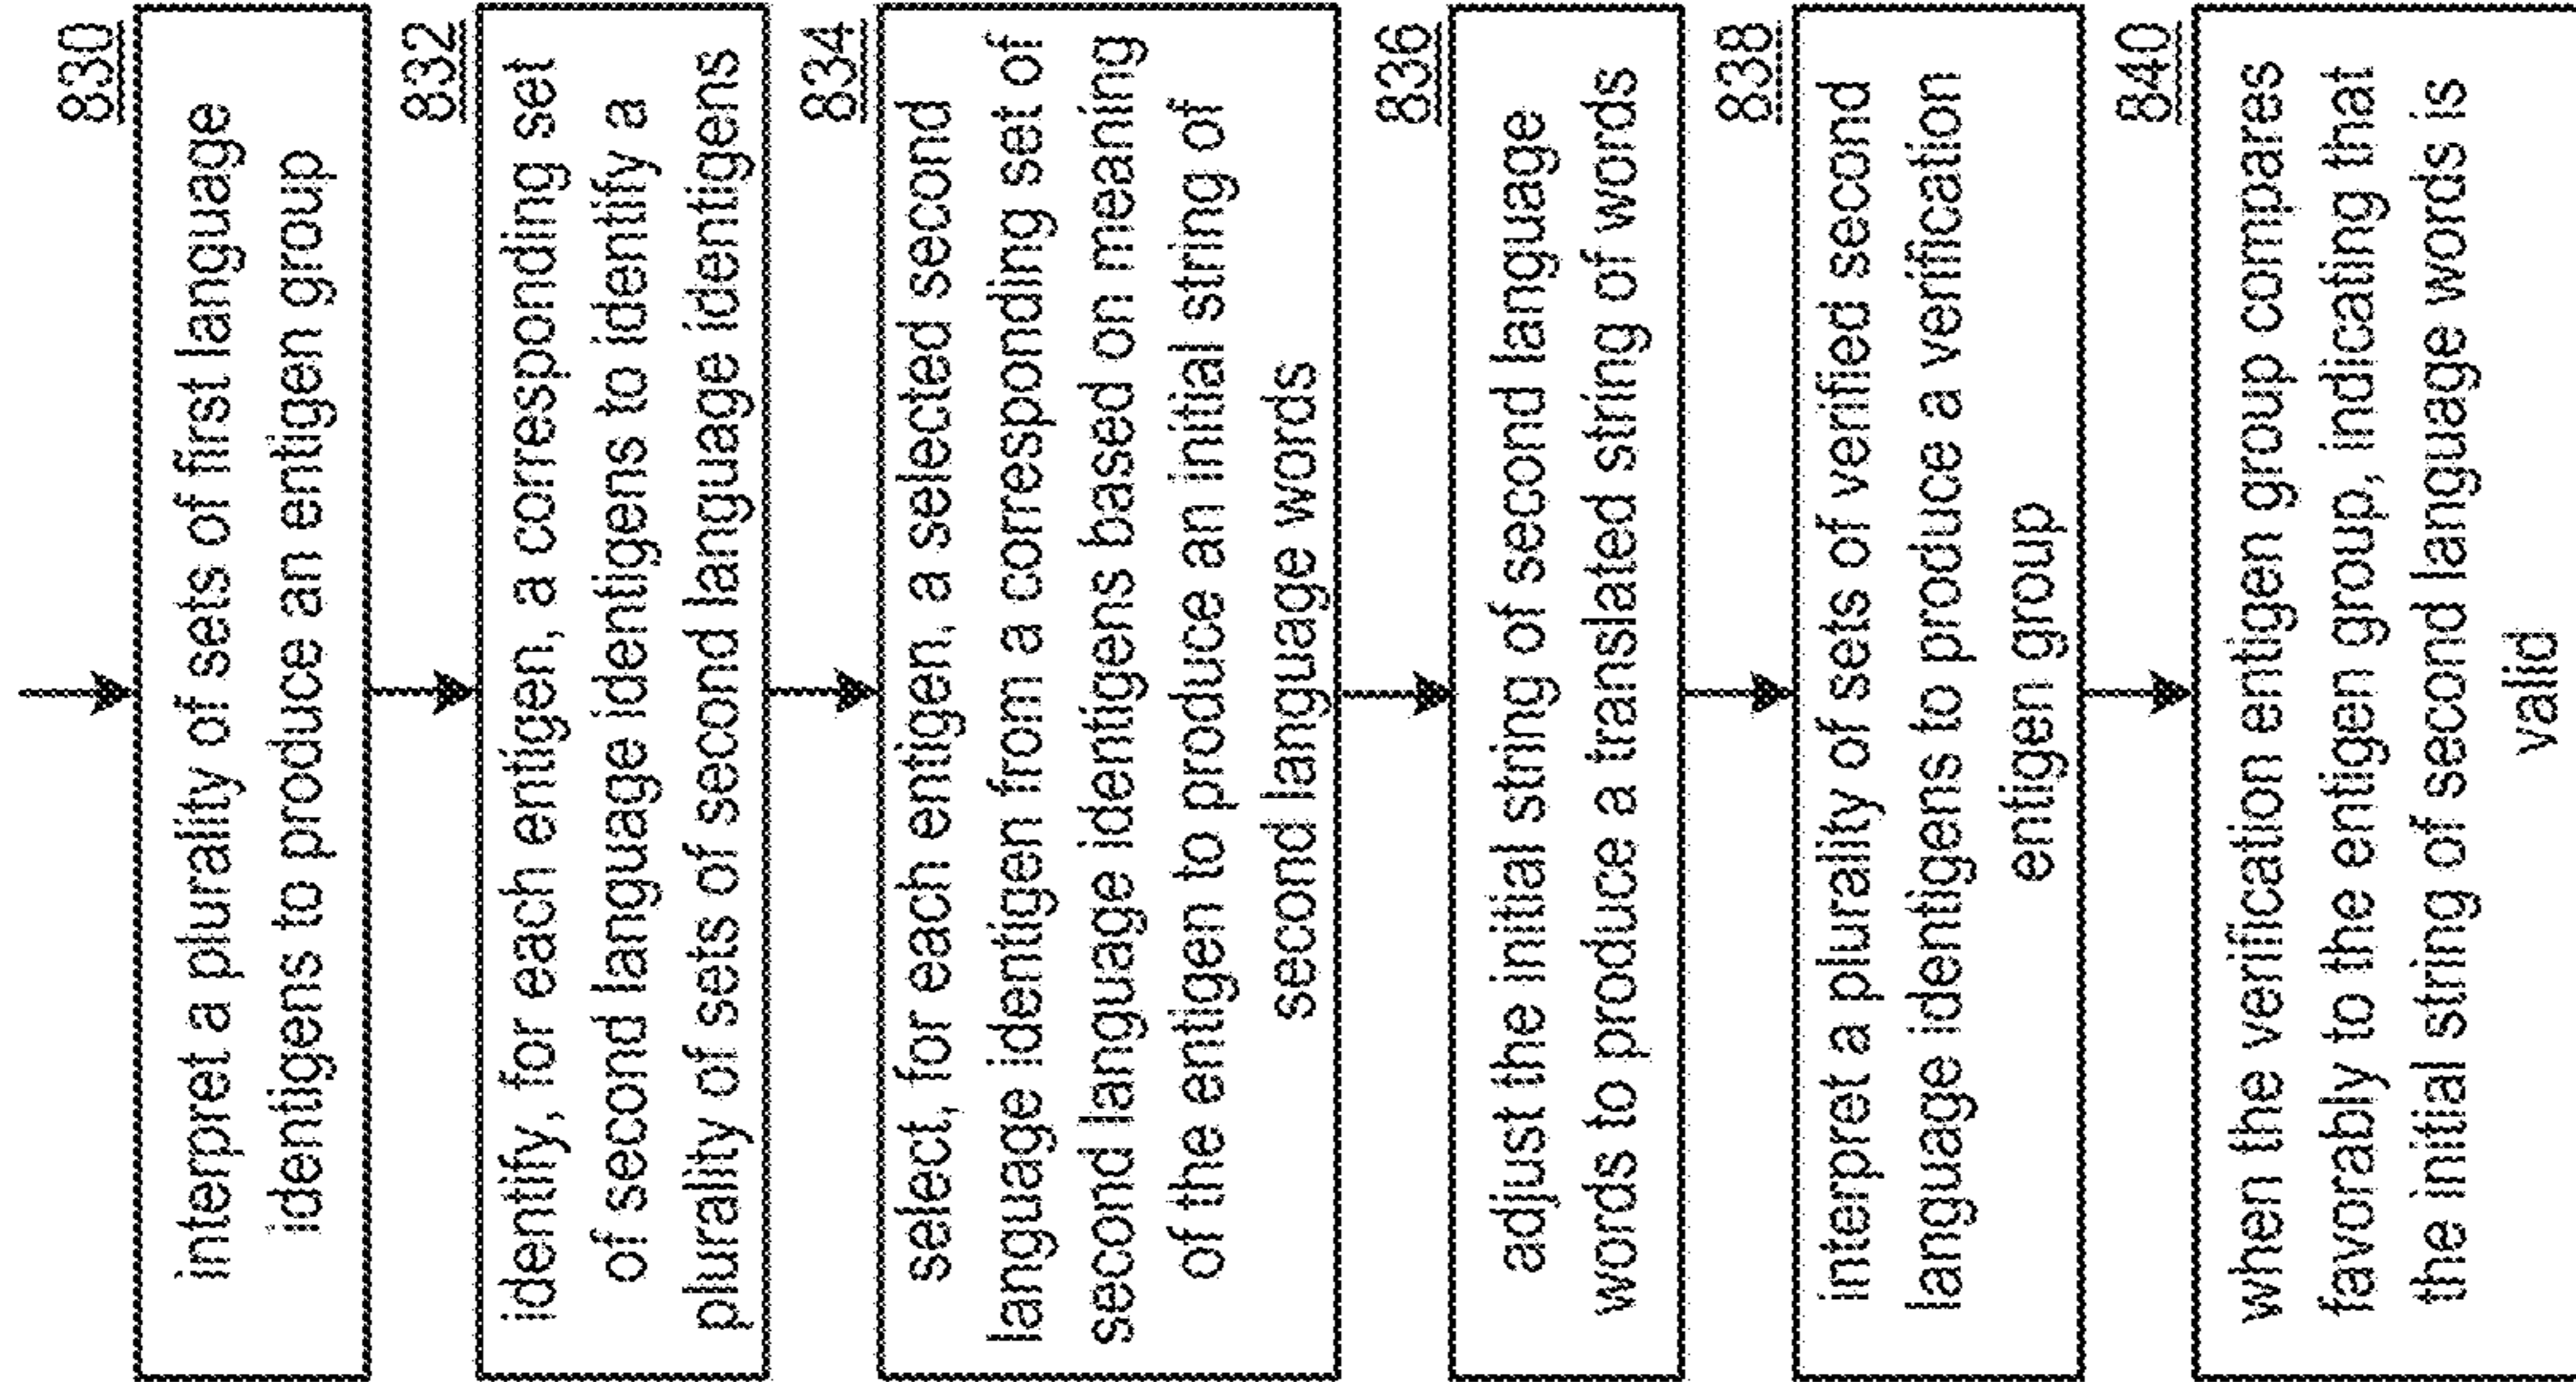 830
interpret a plurality of sets of first language
identigens to produce an entigen group
832
identify, for each entigen, a corresponding set
of second language identigens to identify a
plurality of sets of second language identigens
834
select, for each entigen, a selected second
language identigen from a corresponding set of
second language identigens based on meaning
of the entigen to produce an initial string of
second language words
836
adjust the initial string of second language
words to produce a translated string of words
838
interpret a plurality of sets of verified second
language identigens to produce a verification
entigen group
840
when the verification entigen group compares
favorably to the entigen group, indicating that
the initial string of second language words is
valid